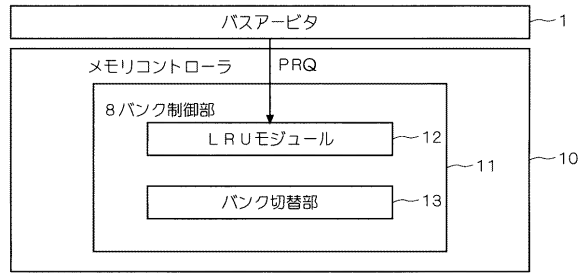 バスアービタ
1
メモリコントローラ
PRQ
8バンク制御部
LRUモジュール
12
11
10
バンク切替部
13